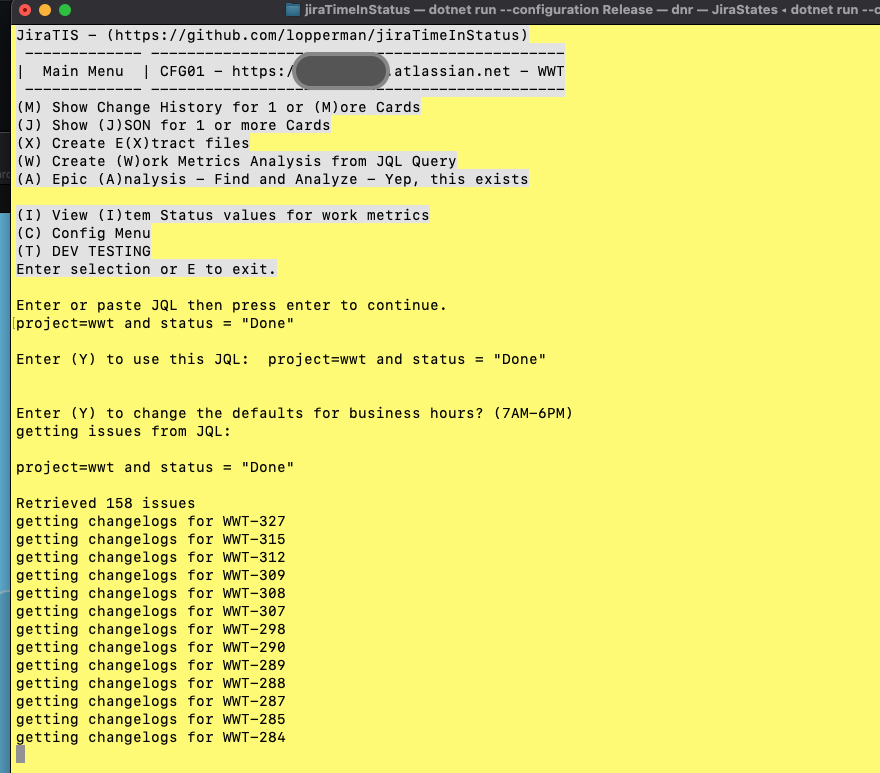 jiraTimeInStatus — dotnet run --configuration Release — dnr — JiraStates ◂ dotnet run --c
JiraTIS – (https://github.com/lopperman/jiraTimeInStatus)
————————————— ——————————————————————————————————————————————
|  Main Menu  | CFG01 – https:/ .atlassian.net – WWT
————————————— ——————————————————————————————————————————————
(M) Show Change History for 1 or (M)ore Cards
(J) Show (J)SON for 1 or more Cards
(X) Create E(X)tract files
(W) Create (W)ork Metrics Analysis from JQL Query
(A) Epic (A)nalysis – Find and Analyze – Yep, this exists
(I) View (I)tem Status values for work metrics
(C) Config Menu
(T) DEV TESTING
Enter selection or E to exit.
Enter or paste JQL then press enter to continue.
project=wwt and status = "Done"
Enter (Y) to use this JQL:  project=wwt and status = "Done"
Enter (Y) to change the defaults for business hours? (7AM–6PM)
getting issues from JQL:
project=wwt and status = "Done"
Retrieved 158 issues
getting changelogs for WWT–327
getting changelogs for WWT–315
getting changelogs for WWT–312
getting changelogs for WWT–309
getting changelogs for WWT–308
getting changelogs for WWT–307
getting changelogs for WWT–298
getting changelogs for WWT–290
getting changelogs for WWT–289
getting changelogs for WWT–288
getting changelogs for WWT–287
getting changelogs for WWT–285
getting changelogs for WWT–284